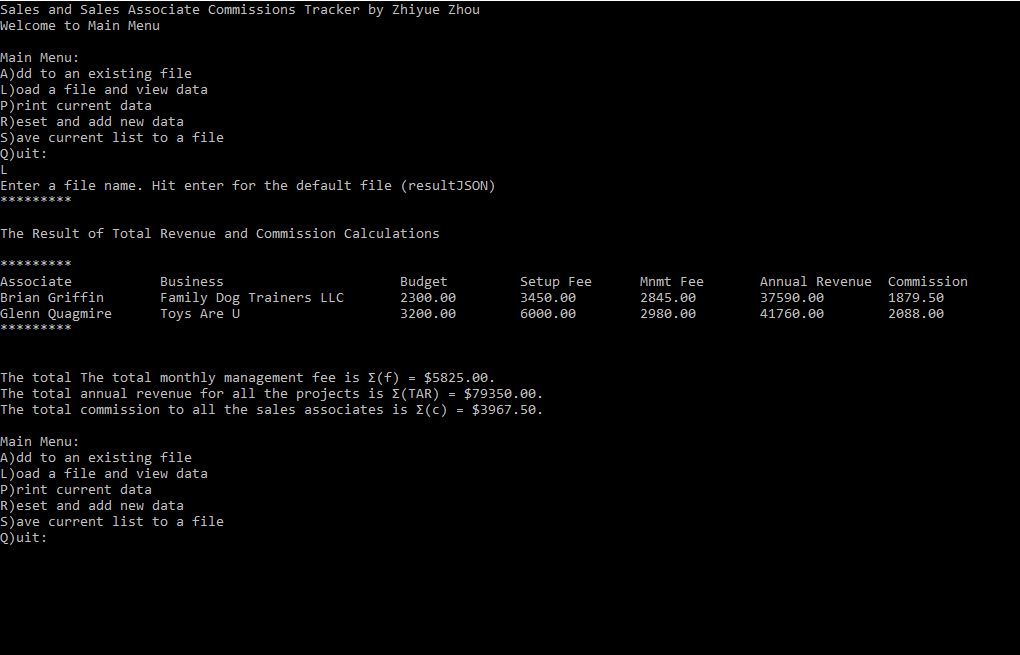 Sales and Sales Associate Commissions Tracker by Zhiyue Zhou
Welcome to Main Menu
Main Menu:
A)dd to an existing file
L)oad a file and view data
P)rint current data
R)eset and add new data
S)ave current list to a file
Q)uit:
L
Enter a file name. Hit enter for the default file (resultJSON)
*********
The Result of Total Revenue and Commission Calculations
*********
Associate Business Budget Setup Fee Mnmt Fee Annual Revenue Commission
Brian Griffin Family Dog Trainers LLC 2300.00 3450.00 2845.00 37590.00 1879.50
Glenn Quagmire Toys Are U 3200.00 6000.00 2980.00 41760.00 2088.00
*********
The total The total monthly management fee is Σ(f) = $5825.00.
The total annual revenue for all the projects is Σ(TAR) = $79350.00.
The total commission to all the sales associates is Σ(c) = $3967.50.
Main Menu:
A)dd to an existing file
L)oad a file and view data
P)rint current data
R)eset and add new data
S)ave current list to a file
Q)uit: